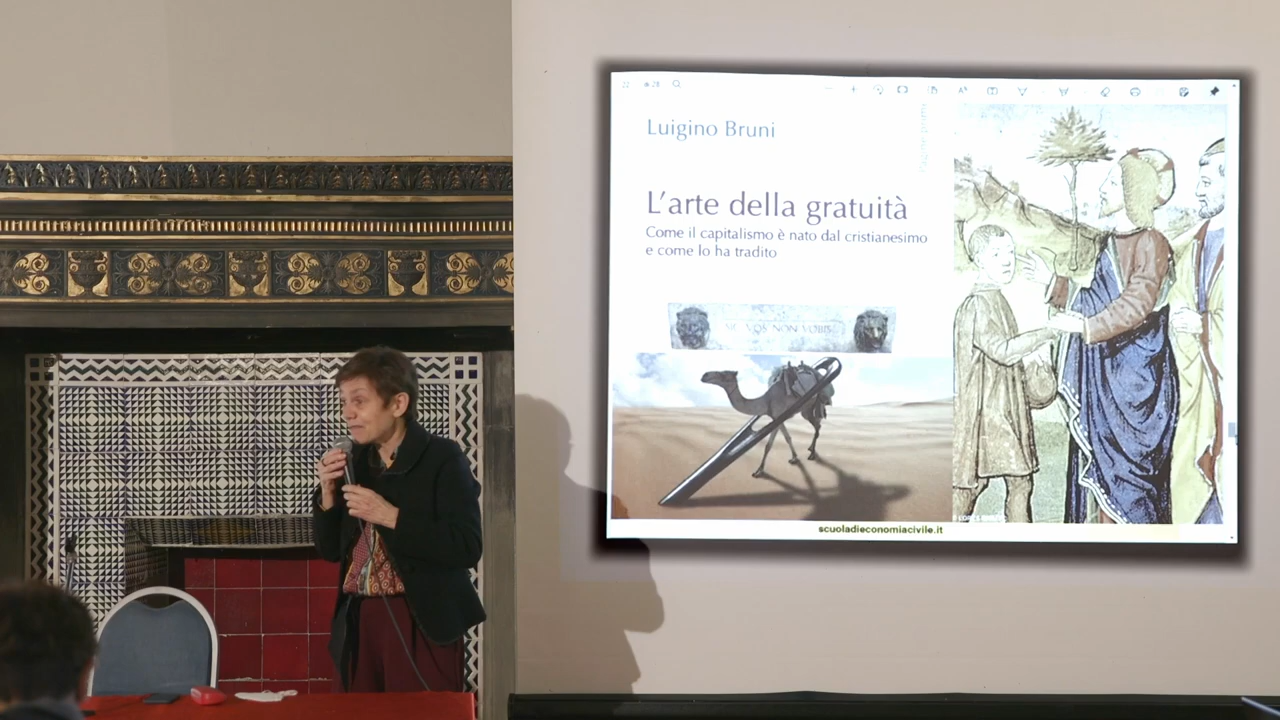 Luigino Bruni
L'arte della gratuità
Come il capitalismo è nato dal cristianesimo
e come lo ha tradito
SIC VOS NON VOBIS
scuoladieconomiacivile.it